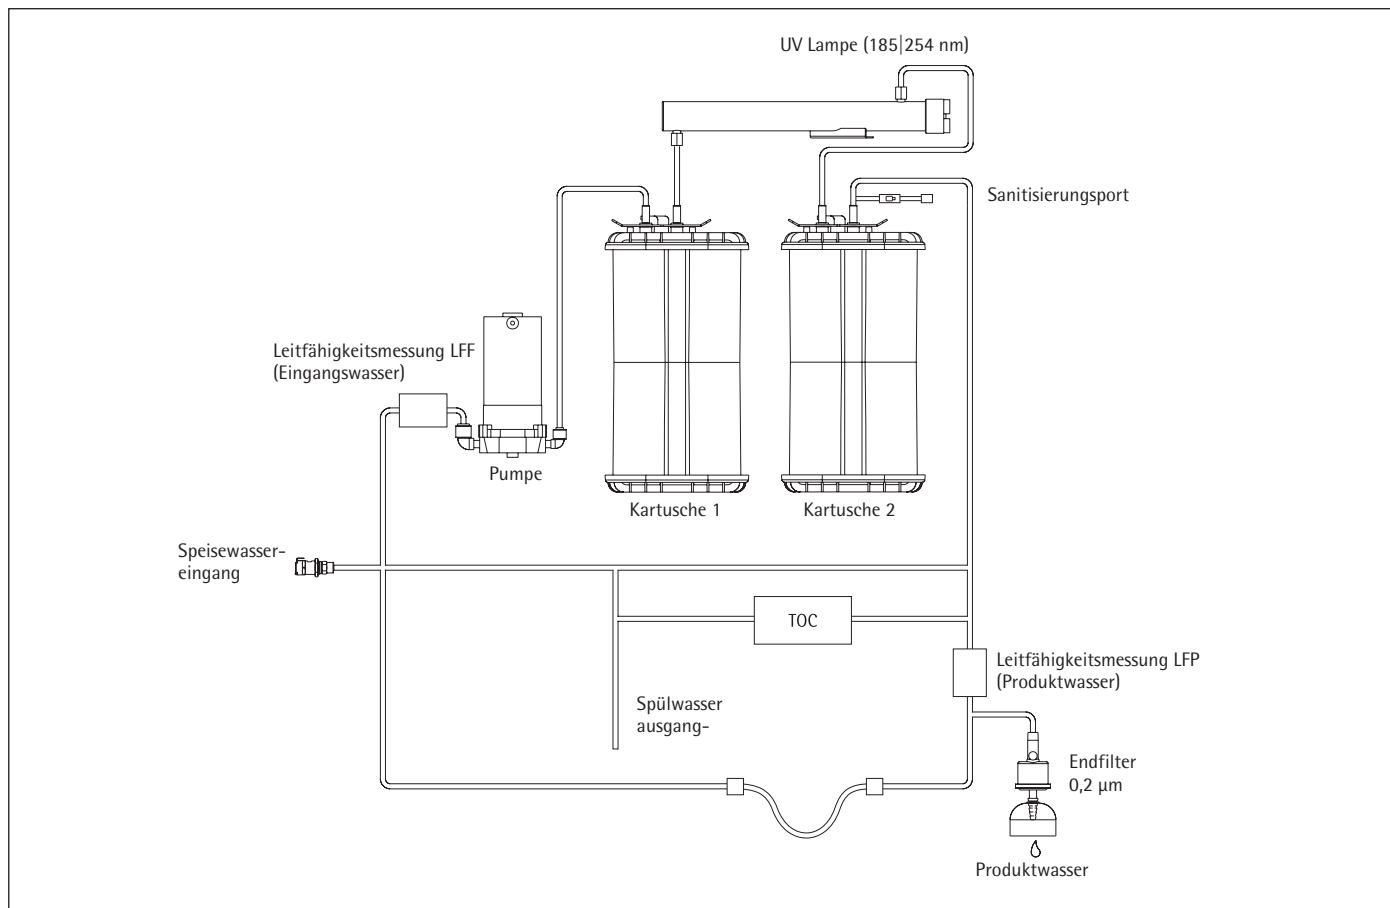 UV Lampe (185|254 nm)
Sanitisierungsport
Leitfähigkeitsmessung LFF
(Eingangswasser)
Pumpe
Kartusche 1
Kartusche 2
Speisewasser-
eingang
TOC
Leitfähigkeitsmessung LFP
(Produktwasser)
Spülwasser
ausgang-
Endfilter
0,2 µm
Produktwasser